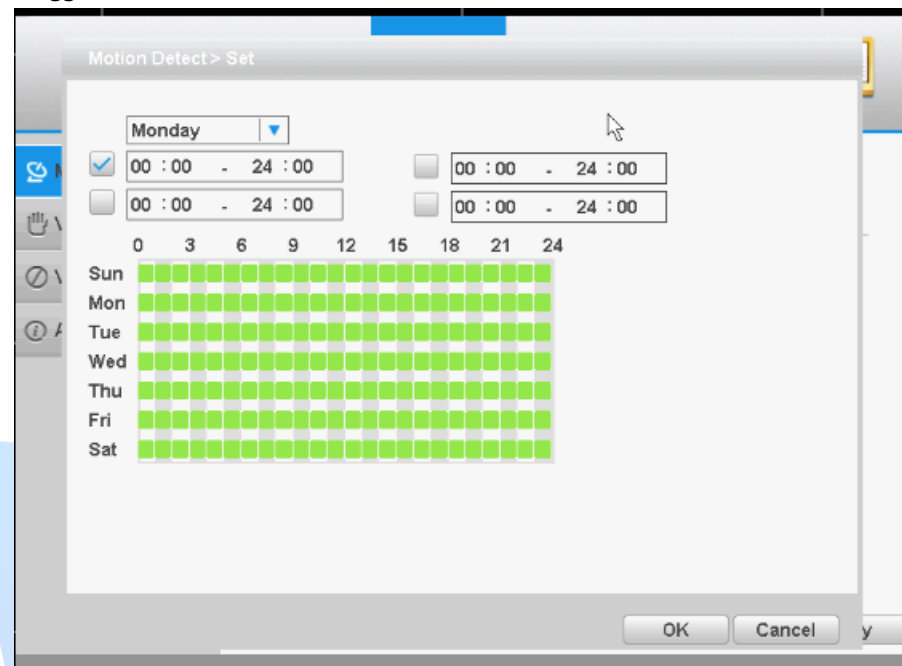 Motion Detect > Set
Monday
00 : 00 - 24 : 00 00 : 00 - 24 : 00
00 : 00 - 24 : 00 00 : 00 - 24 : 00
0 3 6 9 12 15 18 21 24
Sun
Mon
Tue
Wed
Thu
Fri
Sat
OK Cancel